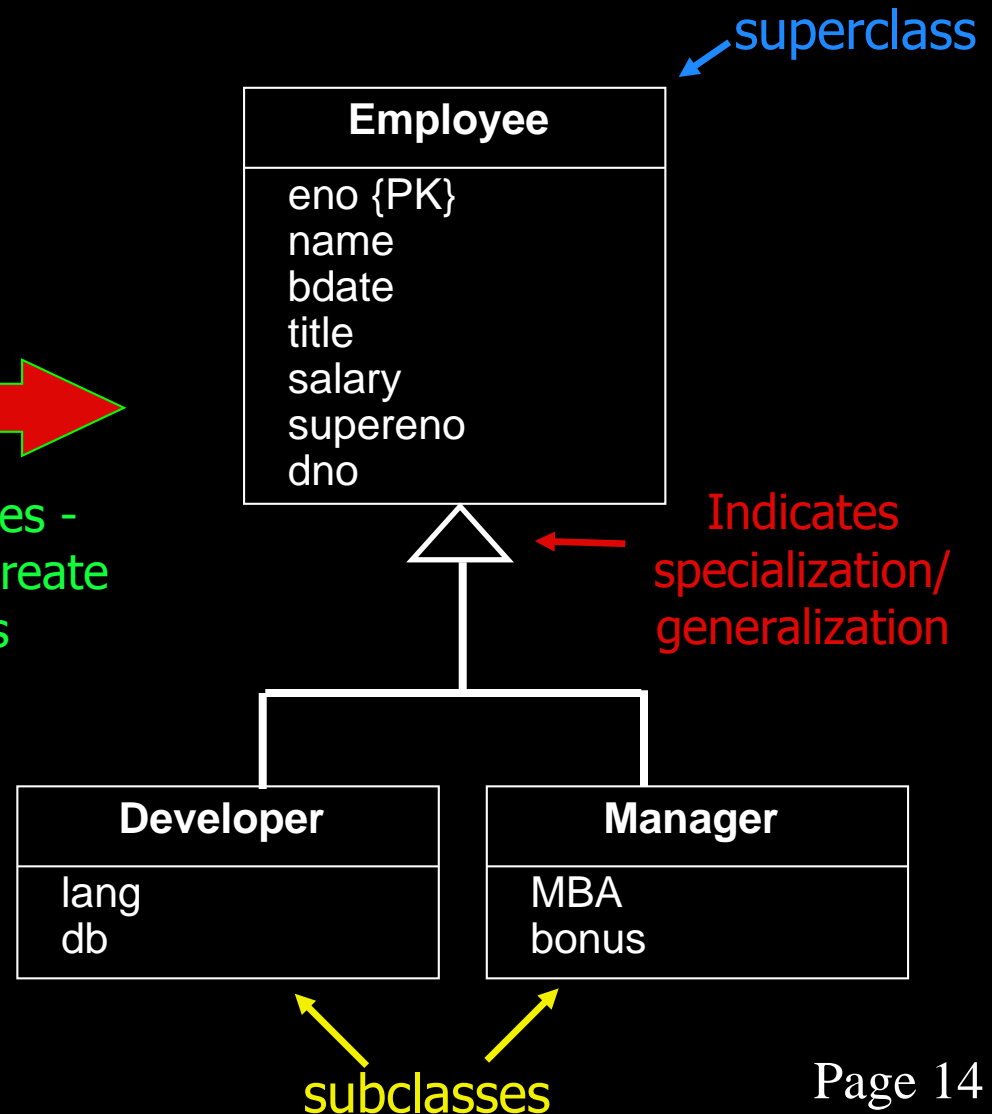 superclass
Employee
eno {PK}
name
bdate
title
salary
supereno
dno
Indicates
specialization/
generalization
Developer
lang
db
Manager
MBA
bonus
subclasses
Page 14